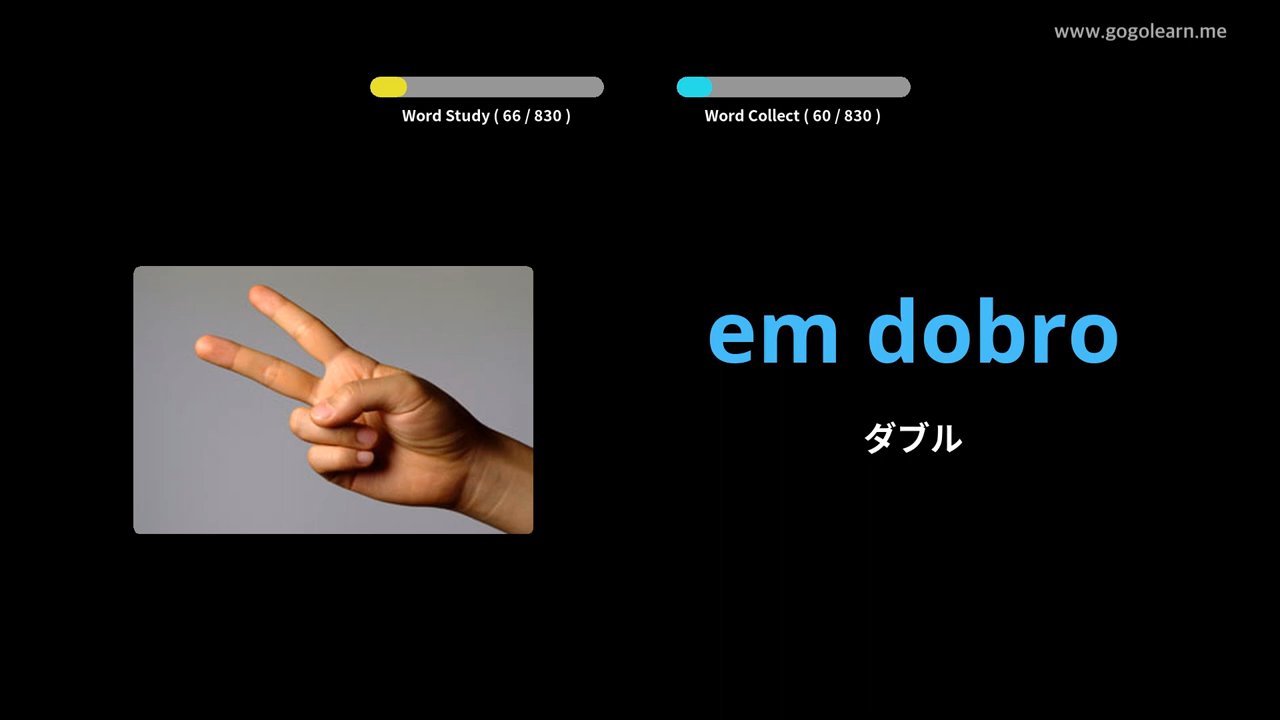 www.gogolearn.me
Word Study ( 66 / 830 )
Word Collect ( 60 / 830 )
em dobro
ダブル